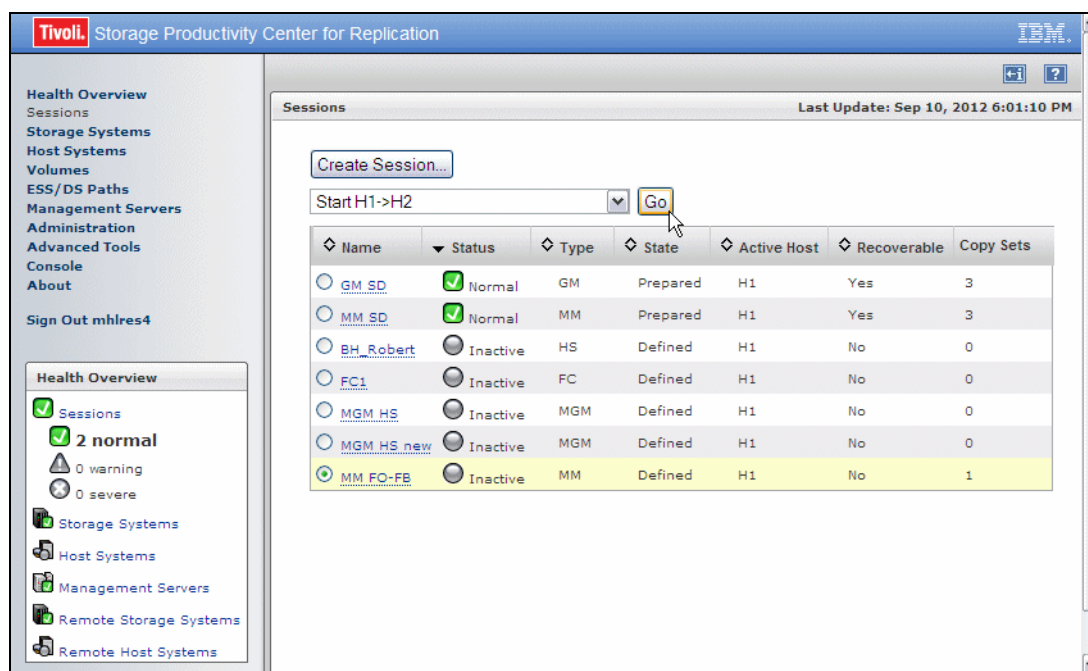 Tivoli. Storage Productivity Center for Replication
IBM.
Health Overview
Sessions
Storage Systems
Host Systems
Volumes
ESS/DS Paths
Management Servers
Administration
Advanced Tools
Console
About
Sign Out mhlres4
Health Overview
Sessions
2 normal
0 warning
0 severe
Storage Systems
Host Systems
Management Servers
Remote Storage Systems
Remote Host Systems
?
Sessions Last Update: Sep 10, 2012 6:01:10 PM
Create Session...
Start H1->H2 Go
Name Status Type State Active Host Recoverable Copy Sets
GM SD Normal GM Prepared H1 Yes 3
MM SD Normal MM Prepared H1 Yes 3
BH_Robert Inactive HS Defined H1 No 0
FC1 Inactive FC Defined H1 No 0
MGM HS Inactive MGM Defined H1 No 0
MGM HS new Inactive MGM Defined H1 No 0
MM FO-FB Inactive MM Defined H1 No 1